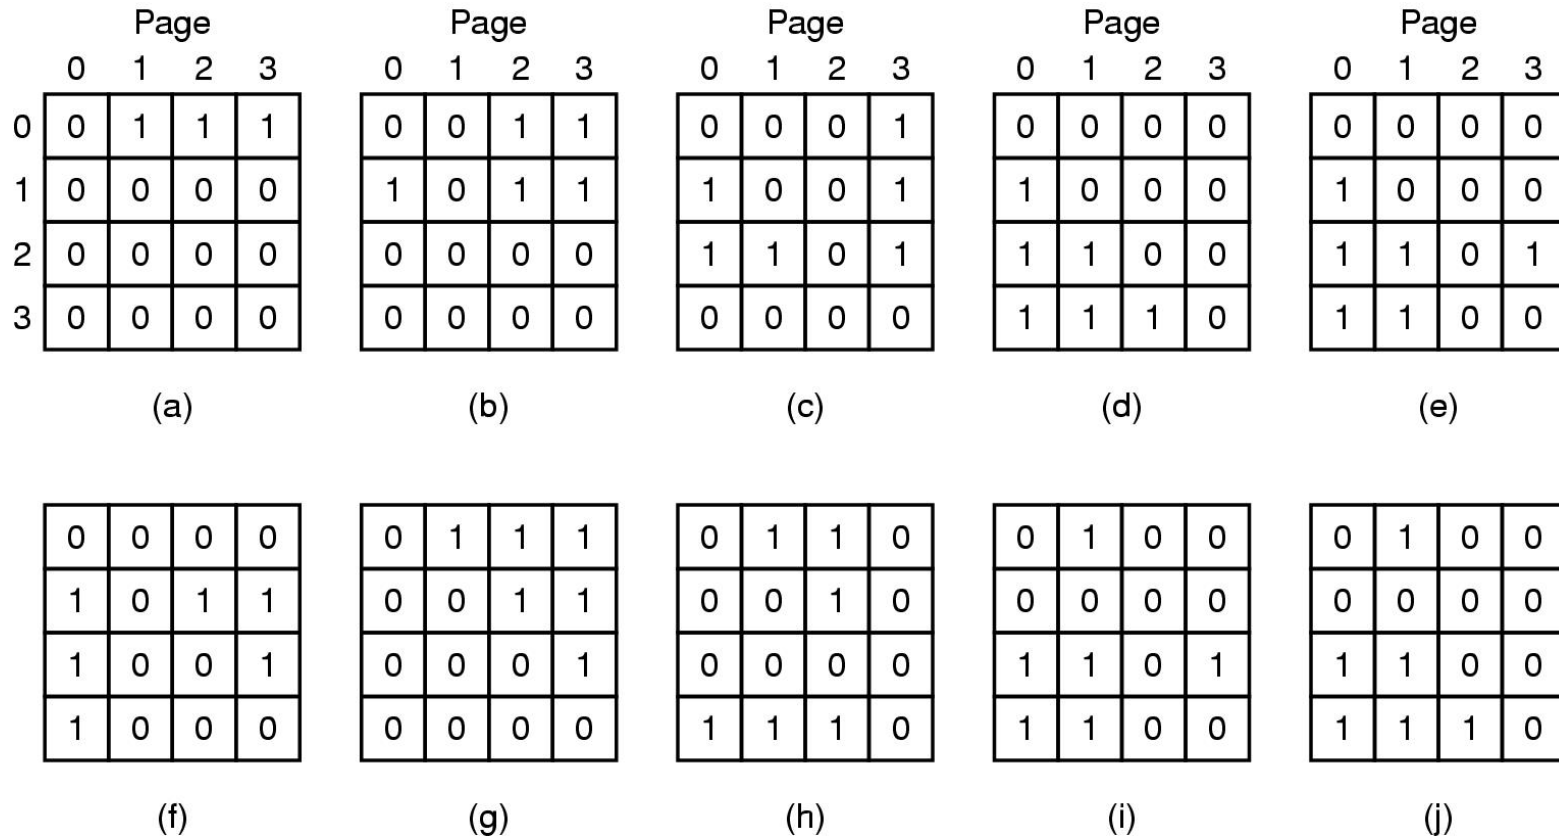 Page Page Page Page Page
0 1 2 3 0 1 2 3 0 1 2 3 0 1 2 3 0 1 2 3
0 0 1 1 1 0 0 1 1 0 0 0 1 0 0 0 0 0 0 0 0
1 0 0 0 0 1 0 1 1 1 0 0 1 1 0 0 0 1 0 0 0
2 0 0 0 0 0 0 0 0 1 1 0 1 1 1 0 0 1 1 0 1
3 0 0 0 0 0 0 0 0 0 0 0 0 1 1 1 0 1 1 0 0
(a) (b) (c) (d) (e)
0 0 0 0 0 1 1 1 0 1 1 0 0 1 0 0 0 1 0 0
1 0 1 1 0 0 1 1 0 0 1 0 0 0 0 0 0 0 0 0
1 0 0 1 0 0 0 1 0 0 0 0 1 1 0 1 1 1 0 0
1 0 0 0 0 0 0 0 1 1 1 0 1 1 0 0 1 1 1 0
(f) (g) (h) (i) (j)